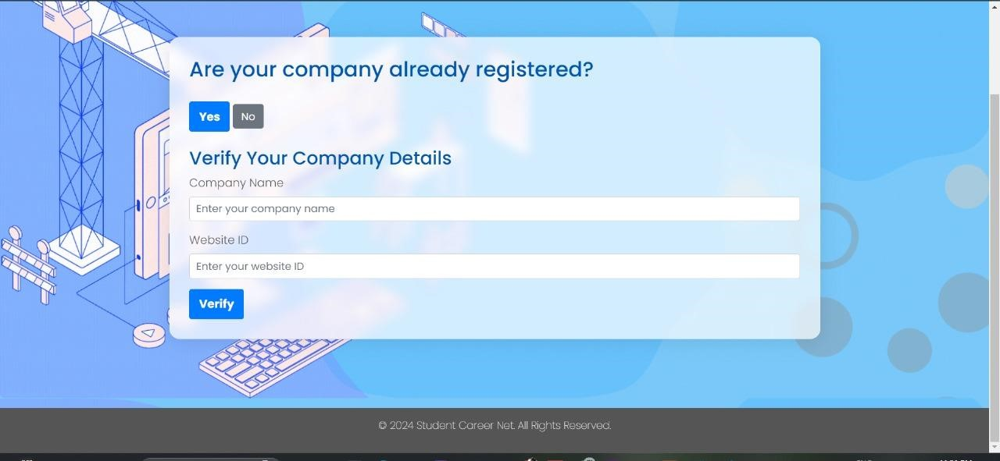 Are your company already registered?
Yes No
Verify Your Company Details
Company Name
Enter your company name
Website ID
Enter your website ID
Verify
© 2024 Student Career Net. All Rights Reserved.